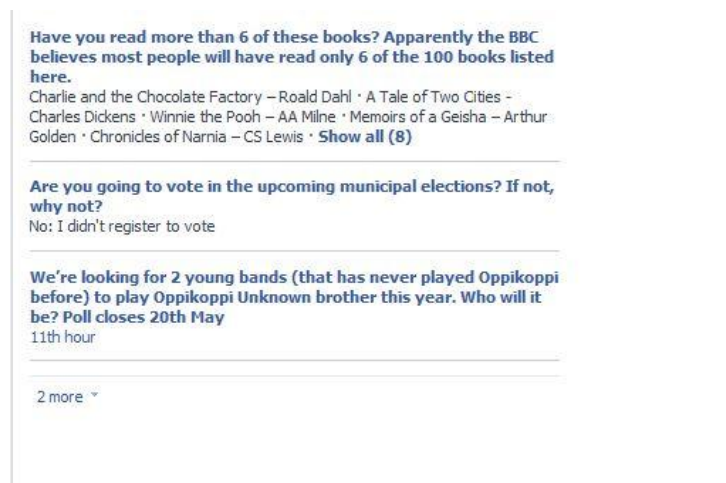 Have you read more than 6 of these books? Apparently the BBC
believes most people will have read only 6 of the 100 books listed
here.
Charlie and the Chocolate Factory – Roald Dahl · A Tale of Two Cities -
Charles Dickens · Winnie the Pooh – AA Milne · Memoirs of a Geisha – Arthur
Golden · Chronicles of Narnia – CS Lewis · Show all (8)
Are you going to vote in the upcoming municipal elections? If not,
why not?
No: I didn't register to vote
We’re looking for 2 young bands (that has never played Oppikoppi
before) to play Oppikoppi Unknown brother this year. Who will it
be? Poll closes 20th May
11th hour
2 more